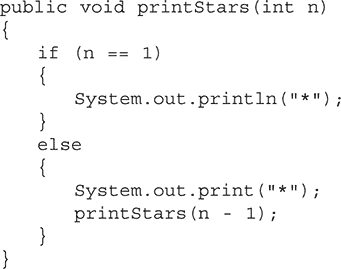 public void printStars(int n)
{
    if (n == 1)
    {
        System.out.println("*");
    }
    else
    {
        System.out.print("*");
        printStars(n - 1);
    }
}